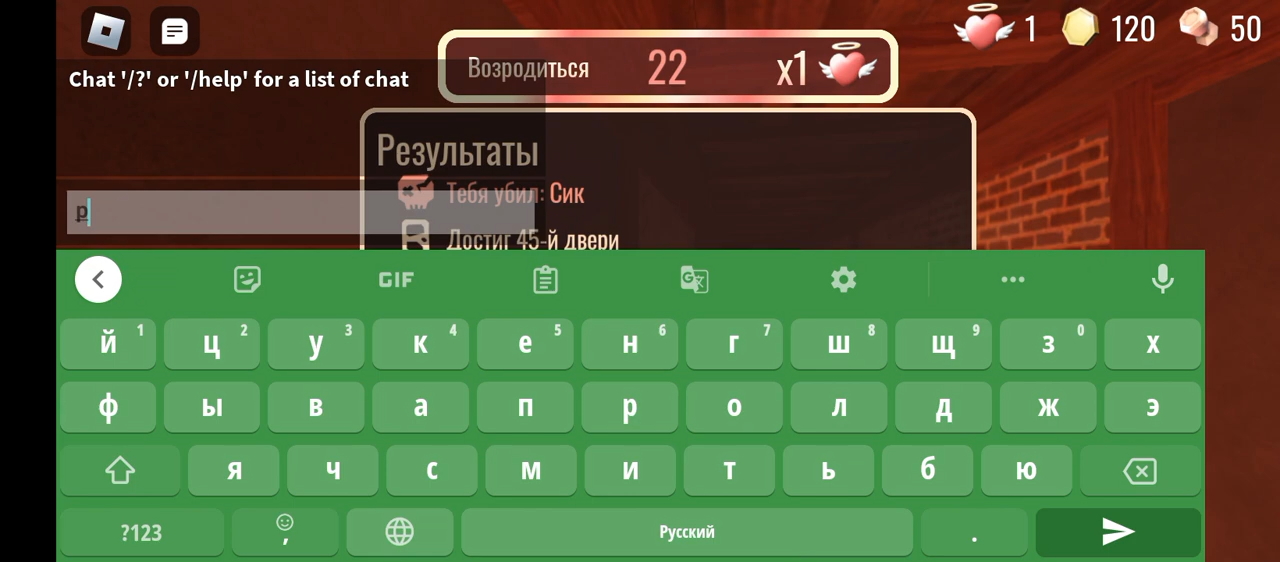 1 120 50
Возродиться 22 x1
Chat '/?' or '/help' for a list of chat
Результаты
Тебя убил: Сик
р
Достиг 45-й двери
GIF
й 1 ц 2 у 3 к 4 е 5 н 6 г 7 ш 8 щ 9 з 0 х
ф ы в а п р о л д ж э
я ч с м и т ь б ю
?123 , Русский .